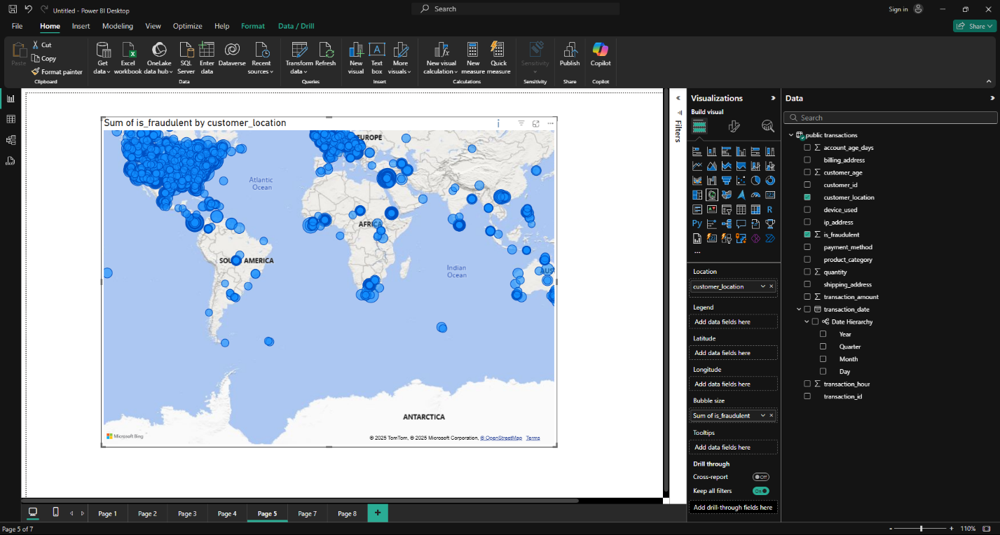 Untitled - Power BI Desktop
Search
Sign in
File Home Insert Modeling View Optimize Help Format Data / Drill
Share
Paste
Cut
Copy
Format painter
Clipboard
Get data
Excel workbook
OneLake data hub
SQL Server
Enter data
Dataverse
Recent sources
Data
Transform data
Refresh
Queries
New visual
Text box
More visuals
Insert
New visual calculation
New measure
Quick measure
Calculations
Sensitivity
Sensitivity
Publish
Share
Copilot
Copilot
Sum of is_fraudulent by customer_location
EUROPE
Atlantic
Ocean
AFRICA
SOUTH AMERICA
Indian
Ocean
AUS
ANTARCTICA
Microsoft Bing
© 2025 TomTom, © 2025 Microsoft Corporation, © OpenStreetMap Terms
Filters
Visualizations
Build visual
R
Py
123
...
Location
customer_location
Legend
Add data fields here
Latitude
Add data fields here
Longitude
Add data fields here
Bubble size
Sum of is_fraudulent
Tooltips
Add data fields here
Drill through
Cross-report
Off
Keep all filters
On
Add drill-through fields here
Data
Search
public transactions
account_age_days
billing_address
customer_age
customer_id
customer_location
device_used
ip_address
is_fraudulent
payment_method
product_category
quantity
shipping_address
transaction_amount
transaction_date
Date Hierarchy
Year
Quarter
Month
Day
transaction_hour
transaction_id
Page 1 Page 2 Page 3 Page 4 Page 5 Page 7 Page 8 +
Page 5 of 7
- + 110%